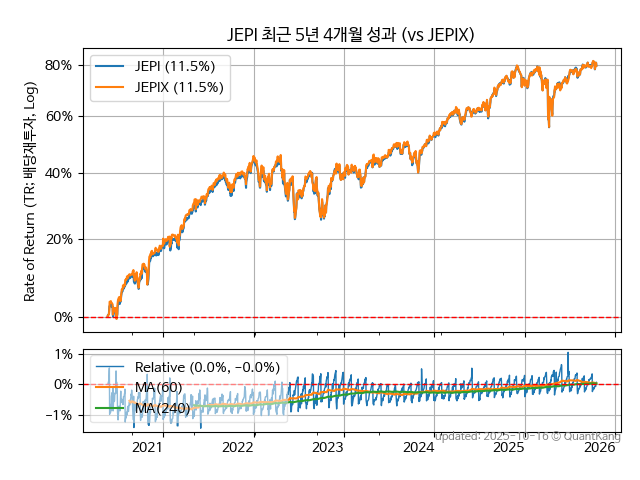 JEPI 최근 5년 4개월 성과 (vs JEPIX)
Rate of Return (TR: 배당재투자, Log)
80%
60%
40%
20%
0%
JEPI (11.5%)
JEPIX (11.5%)
1%
0%
−1%
Relative (0.0%, -0.0%)
MA(60)
MA(240)
2021
2022
2023
2024
2025
2026
Updated: 2025-10-16 © QuantKang